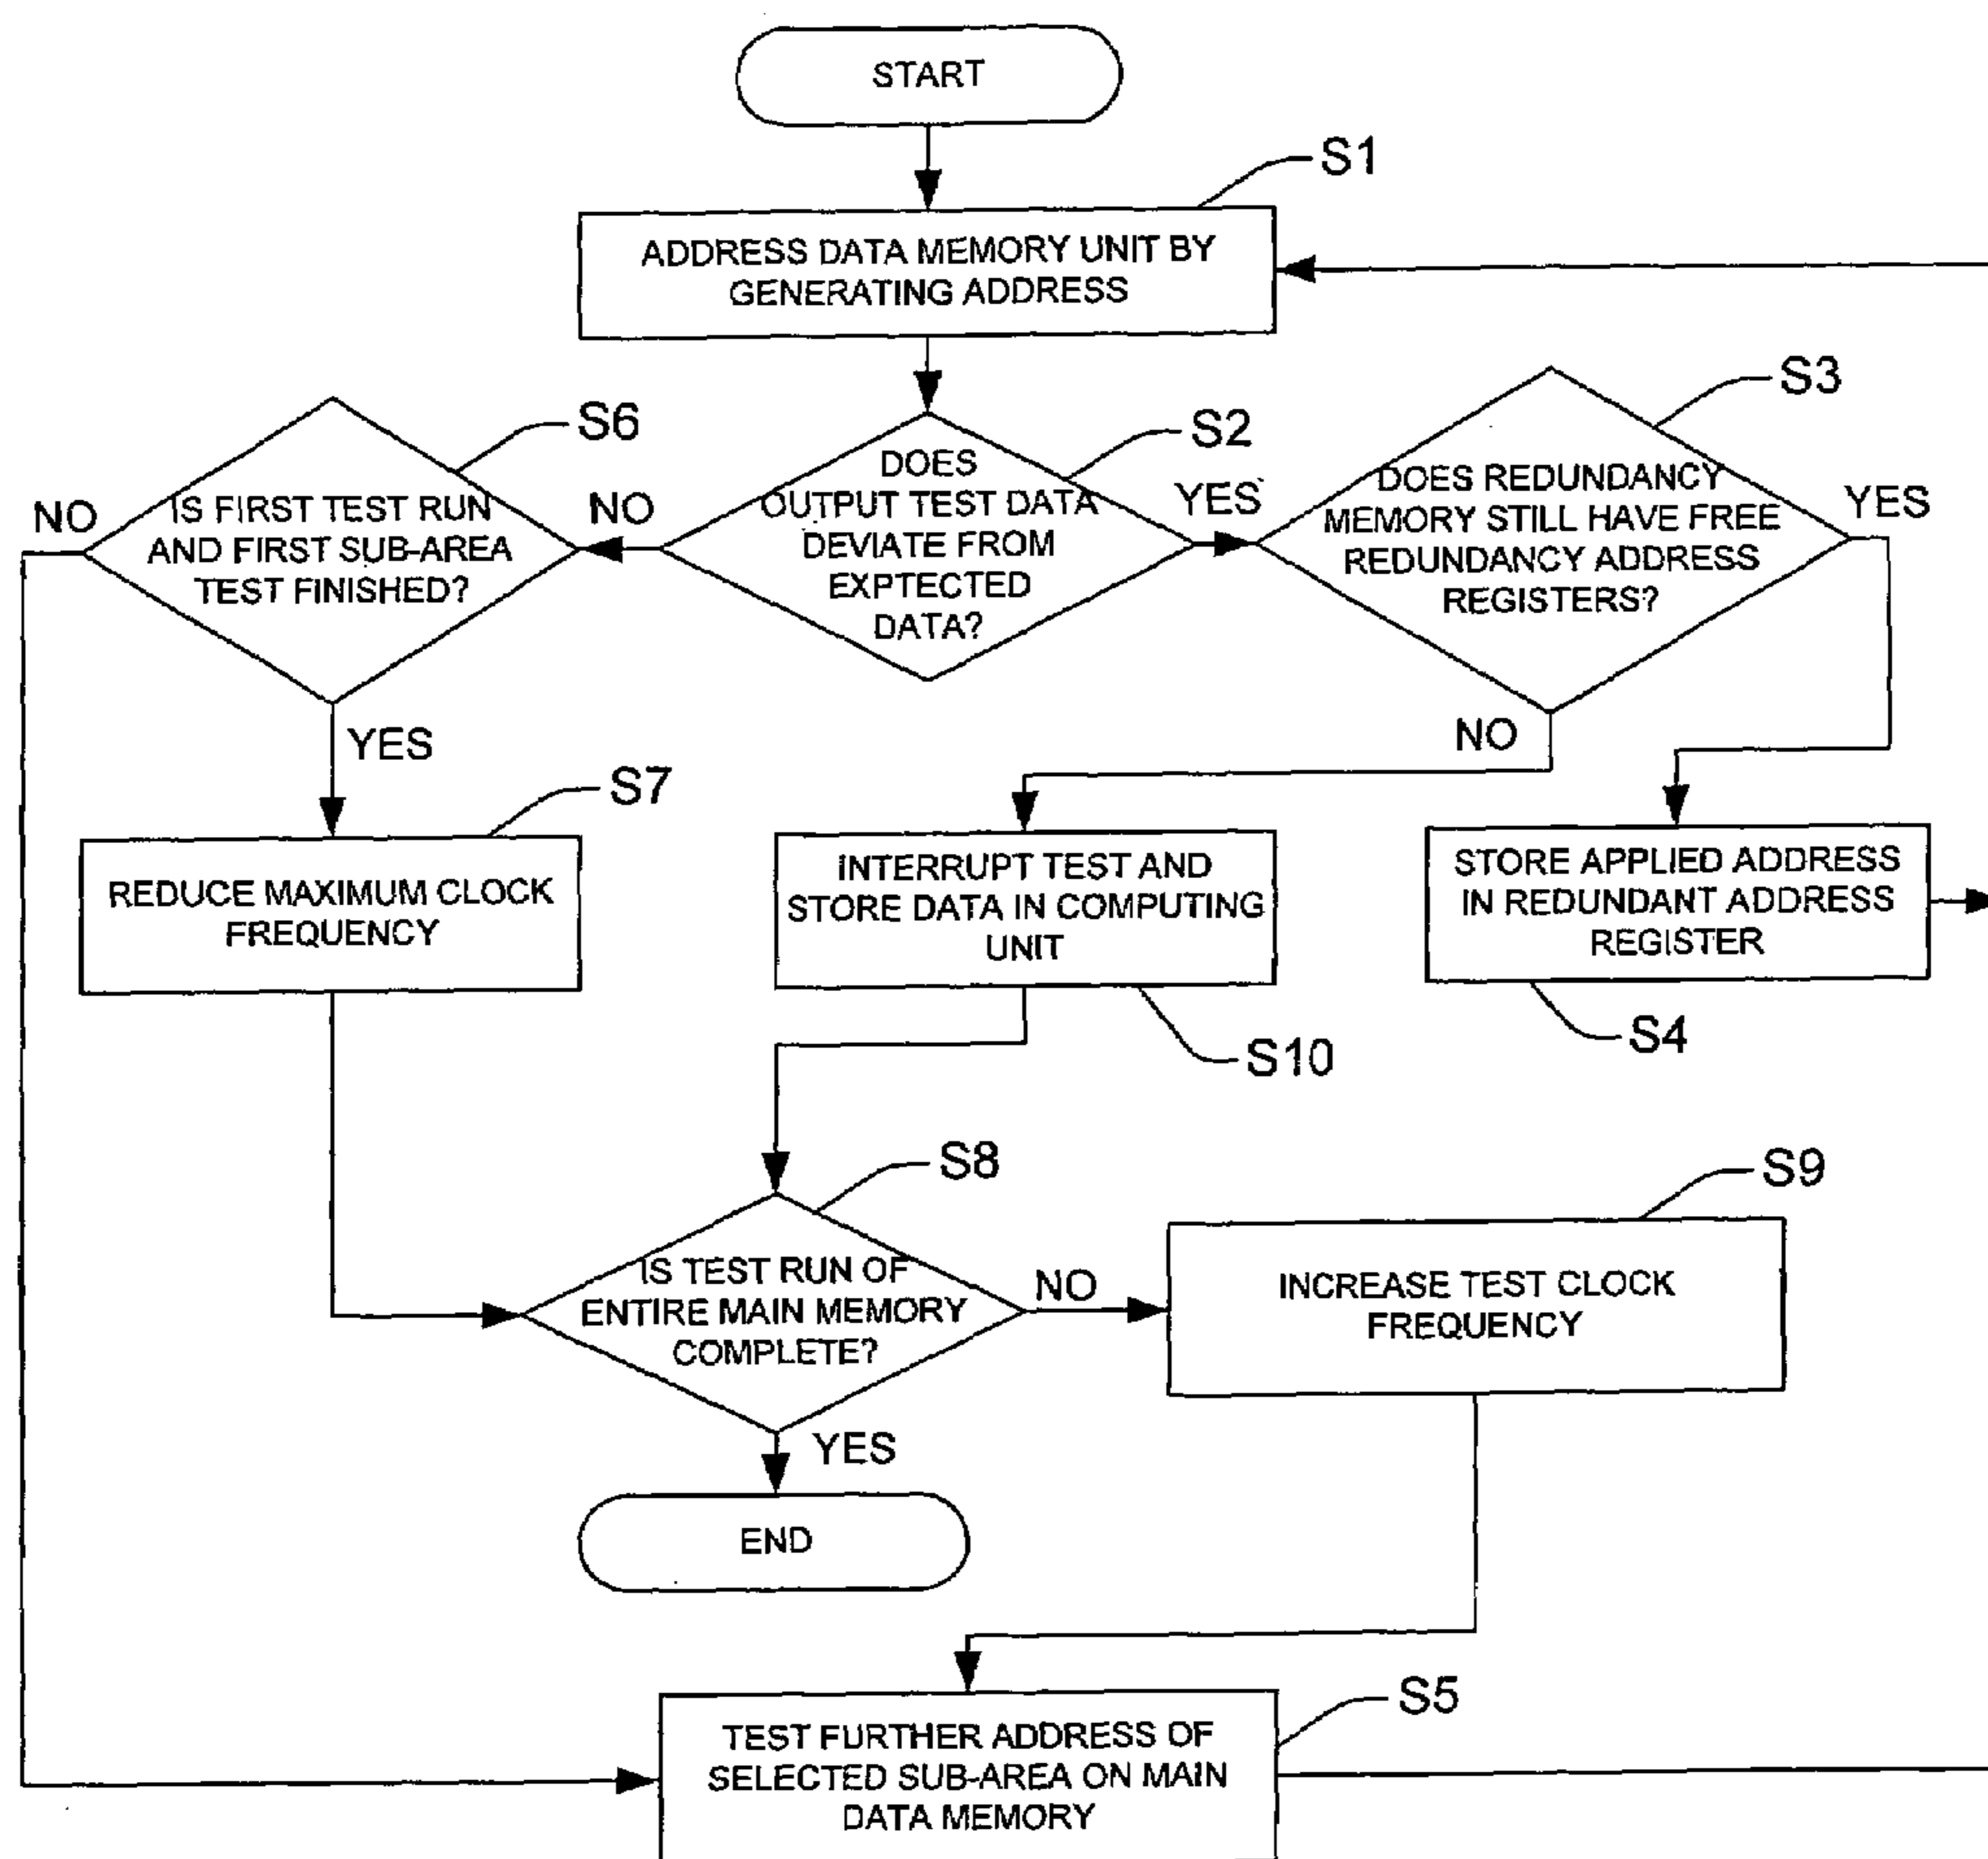 START
S1
ADDRESS DATA MEMORY UNIT BY
GENERATING ADDRESS
S6
IS FIRST TEST RUN
AND FIRST SUB-AREA
TEST FINISHED?
NO
YES
S2
DOES
OUTPUT TEST DATA
DEVIATE FROM
EXPTECTED
DATA?
NO
YES
S3
DOES REDUNDANCY
MEMORY STILL HAVE FREE
REDUNDANCY ADDRESS
REGISTERS?
YES
NO
S7
REDUCE MAXIMUM CLOCK
FREQUENCY
INTERRUPT TEST AND
STORE DATA IN COMPUTING
UNIT
S10
STORE APPLIED ADDRESS
IN REDUNDANT ADDRESS
REGISTER
S4
S8
IS TEST RUN OF
ENTIRE MAIN MEMORY
COMPLETE?
NO
YES
S9
INCREASE TEST CLOCK
FREQUENCY
END
S5
TEST FURTHER ADDRESS OF
SELECTED SUB-AREA ON MAIN
DATA MEMORY